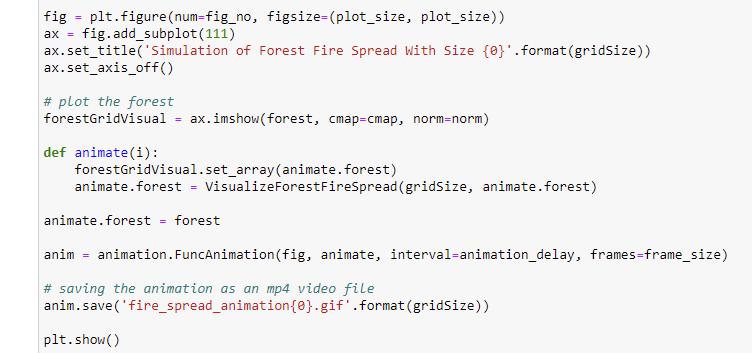 fig = plt.figure(num=fig_no, figsize=(plot_size, plot_size))
ax = fig.add_subplot(111)
ax.set_title('Simulation of Forest Fire Spread With Size {0}'.format(gridSize))
ax.set_axis_off()

# plot the forest
forestGridVisual = ax.imshow(forest, cmap=cmap, norm=norm)

def animate(i):
    forestGridVisual.set_array(animate.forest)
    animate.forest = VisualizeForestFireSpread(gridSize, animate.forest)

animate.forest = forest

anim = animation.FuncAnimation(fig, animate, interval=animation_delay, frames=frame_size)

# saving the animation as an mp4 video file
anim.save('fire_spread_animation{0}.gif'.format(gridSize))

plt.show()